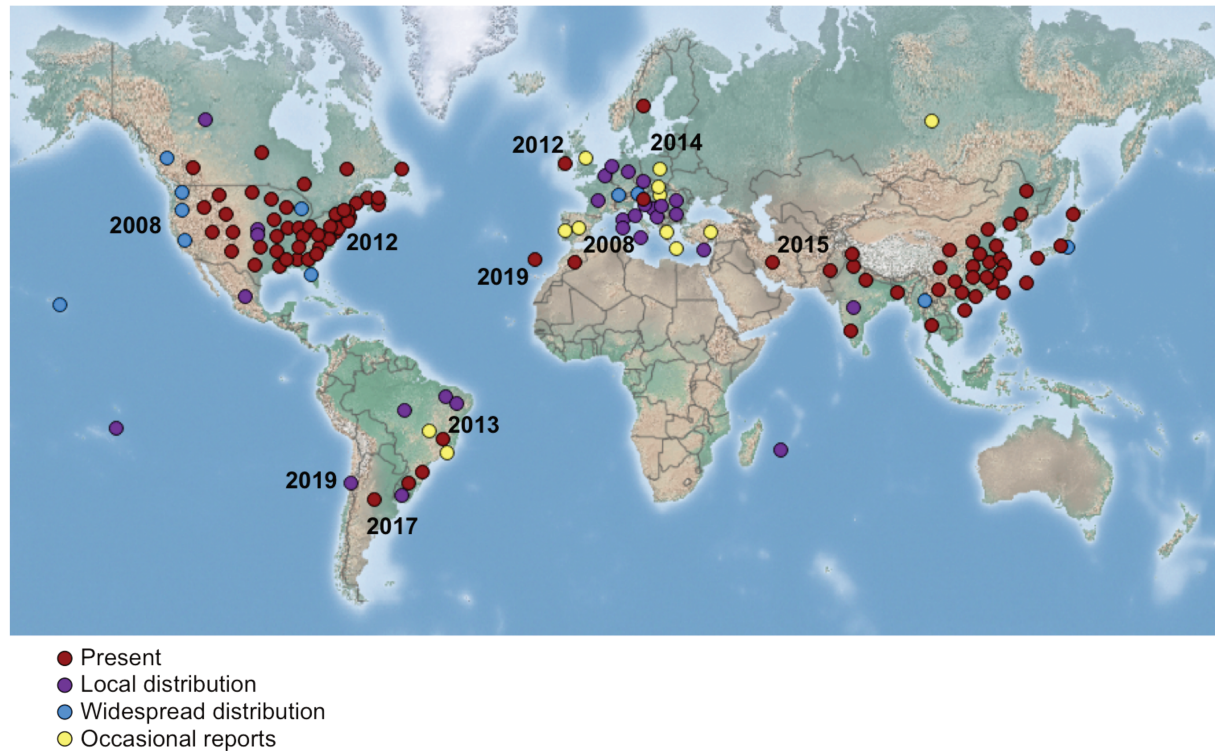 2012
2014
2008
2012
2008
2015
2019
2013
2019
2017
Present
Local distribution
Widespread distribution
Occasional reports